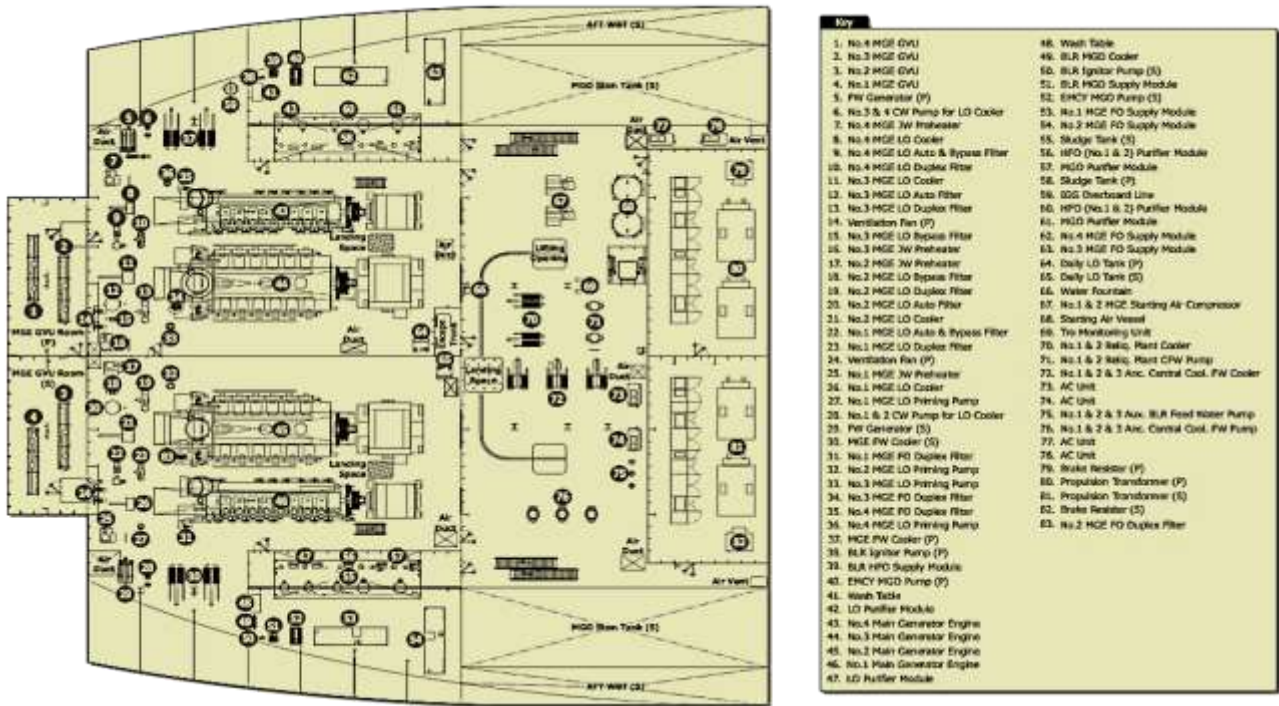 AFT WBT (S)
MGO Stor. Tank (S)
Air
Duct
Air
Duct
Air Vent
Landing
Space
Air
Duct
Lifting
Opening
MGE GVU Room
(P)
Air
Duct
Landing
Space
Air
Duct
MGE GVU Room
(S)
Landing
Space
Air
Duct
Air
Duct
Air
Duct
Air Vent
MGO Stor. Tank (S)
AFT WBT (S)
Key
1. No.4 MGE GVU
2. No.3 MGE GVU
3. No.2 MGE GVU
4. No.1 MGE GVU
5. FW Generator (P)
6. No.3 & 4 CW Pump for LO Cooler
7. No.4 MGE JW Preheater
8. No.4 MGE LO Cooler
9. No.4 MGE LO Auto & Bypass Filter
10. No.4 MGE LO Duplex Filter
11. No.3 MGE LO Cooler
12. No.3 MGE LO Auto Filter
13. No.3 MGE LO Duplex Filter
14. Ventilation Fan (P)
15. No.3 MGE LO Bypass Filter
16. No.3 MGE JW Preheater
17. No.2 MGE JW Preheater
18. No.2 MGE LO Bypass Filter
19. No.2 MGE LO Duplex Filter
20. No.2 MGE LO Auto Filter
21. No.2 MGE LO Cooler
22. No.1 MGE LO Auto & Bypass Filter
23. No.1 MGE LO Duplex Filter
24. Ventilation Fan (P)
25. No.1 MGE JW Preheater
26. No.1 MGE LO Cooler
27. No.1 MGE LO Priming Pump
28. No.1 & 2 CW Pump for LO Cooler
29. FW Generator (S)
30. MGE FW Cooler (S)
31. No.1 MGE FO Duplex Filter
32. No.2 MGE LO Priming Pump
33. No.3 MGE LO Priming Pump
34. No.3 MGE FO Duplex Filter
35. No.4 MGE FO Duplex Filter
36. No.4 MGE LO Priming Pump
37. MGE FW Cooler (P)
38. BLR Ignitor Pump (P)
39. BLR HFO Supply Module
40. EMCY MGO Pump (P)
41. Wash Table
42. LO Purifier Module
43. No.4 Main Generator Engine
44. No.3 Main Generator Engine
45. No.2 Main Generator Engine
46. No.1 Main Generator Engine
47. LO Purifier Module
48. Wash Table
49. BLR MGO Cooler
50. BLR Ignitor Pump (S)
51. BLR MGO Supply Module
52. EMCY MGO Pump (S)
53. No.1 MGE FO Supply Module
54. No.2 MGE FO Supply Module
55. Sludge Tank (S)
56. HFO (No.1 & 2) Purifier Module
57. MGO Purifier Module
58. Sludge Tank (P)
59. IGG Overboard Line
60. HFO (No.1 & 2) Purifier Module
61. MGO Purifier Module
62. No.4 MGE FO Supply Module
63. No.3 MGE FO Supply Module
64. Daily LO Tank (P)
65. Daily LO Tank (S)
66. Water Fountain
67. No.1 & 2 MGE Starting Air Compressor
68. Starting Air Vessel
69. Tro Monitoring Unit
70. No.1 & 2 Reliq. Plant Cooler
71. No.1 & 2 Reliq. Plant CFW Pump
72. No.1 & 2 & 3 Anc. Central Cool. FW Cooler
73. AC Unit
74. AC Unit
75. No.1 & 2 & 3 Aux. BLR Feed Water Pump
76. No.1 & 2 & 3 Anc. Central Cool. FW Pump
77. AC Unit
78. AC Unit
79. Brake Resistor (P)
80. Propulsion Transformer (P)
81. Propulsion Transformer (S)
82. Brake Resistor (S)
83. No.2 MGE FO Duplex Filter